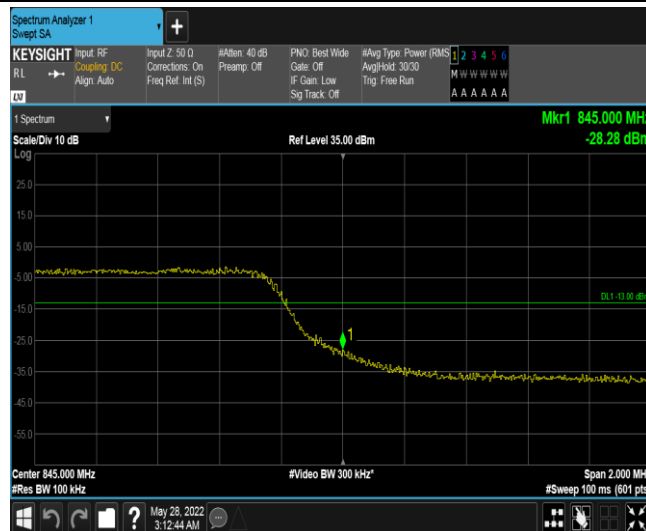 Spectrum Analyzer 1
Swept SA
+
KEYSIGHT Input: RF Input Z: 50 Ω #Atten: 40 dB PNO: Best Wide #Avg Type: Power (RMS 1 2 3 4 5 6
RL Coupling: DC Corrections: On Preamp: Off Gate: Off Avg|Hold: 30/30 M W W W W W
Align: Auto Freq Ref: Int (S) IF Gain: Low Trig: Free Run
Sig Track: Off A A A A A A
LXI
1 Spectrum Mkr1 845.000 MHz
Scale/Div 10 dB Ref Level 35.00 dBm -28.28 dBm
Log
25.0
15.0
5.00
-5.00
DL1 -13.00 dBm
-15.0
-25.0
1
-35.0
-45.0
-55.0
Center 845.000 MHz #Video BW 300 kHz* Span 2.000 MHz
#Res BW 100 kHz #Sweep 100 ms (601 pts
? May 28, 2022
3:12:44 AM